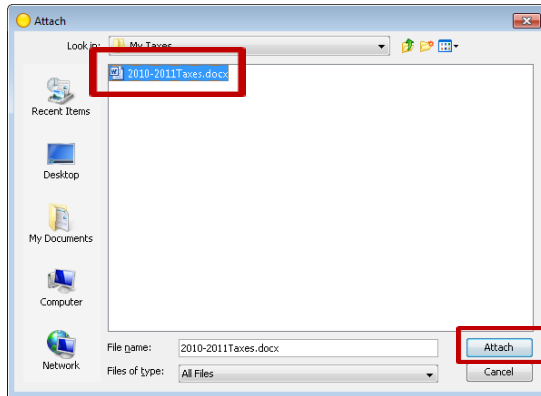 Attach
Look in: My Taxes
2010-2011Taxes.docx
Recent Items
Desktop
My Documents
Computer
Network
File name: 2010-2011Taxes.docx Attach
Files of type: All Files Cancel